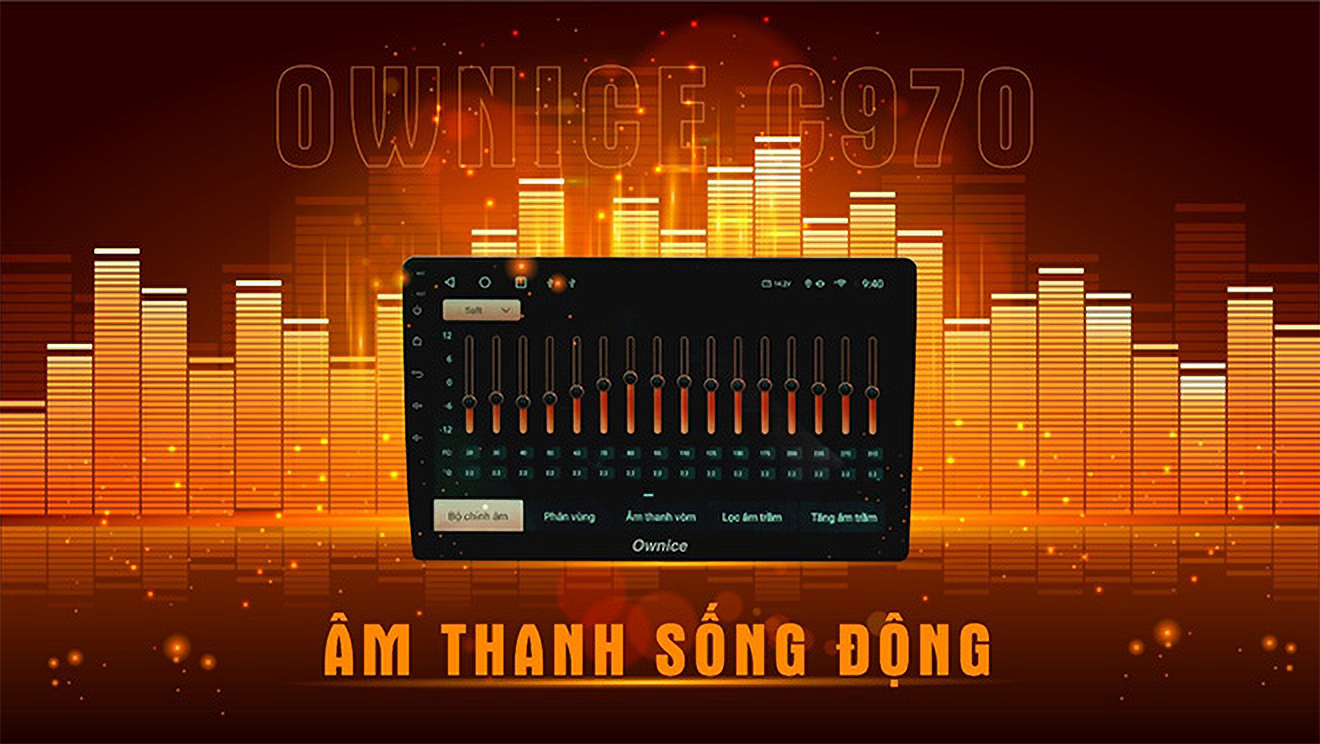 OWNICE C970
14.2V 9:40
Soft
12
6
0
-6
-12
Bộ chỉnh âm Phân vùng Âm thanh vòm Lọc âm trầm Tăng âm trầm
Ownice
ÂM THANH SỐNG ĐỘNG